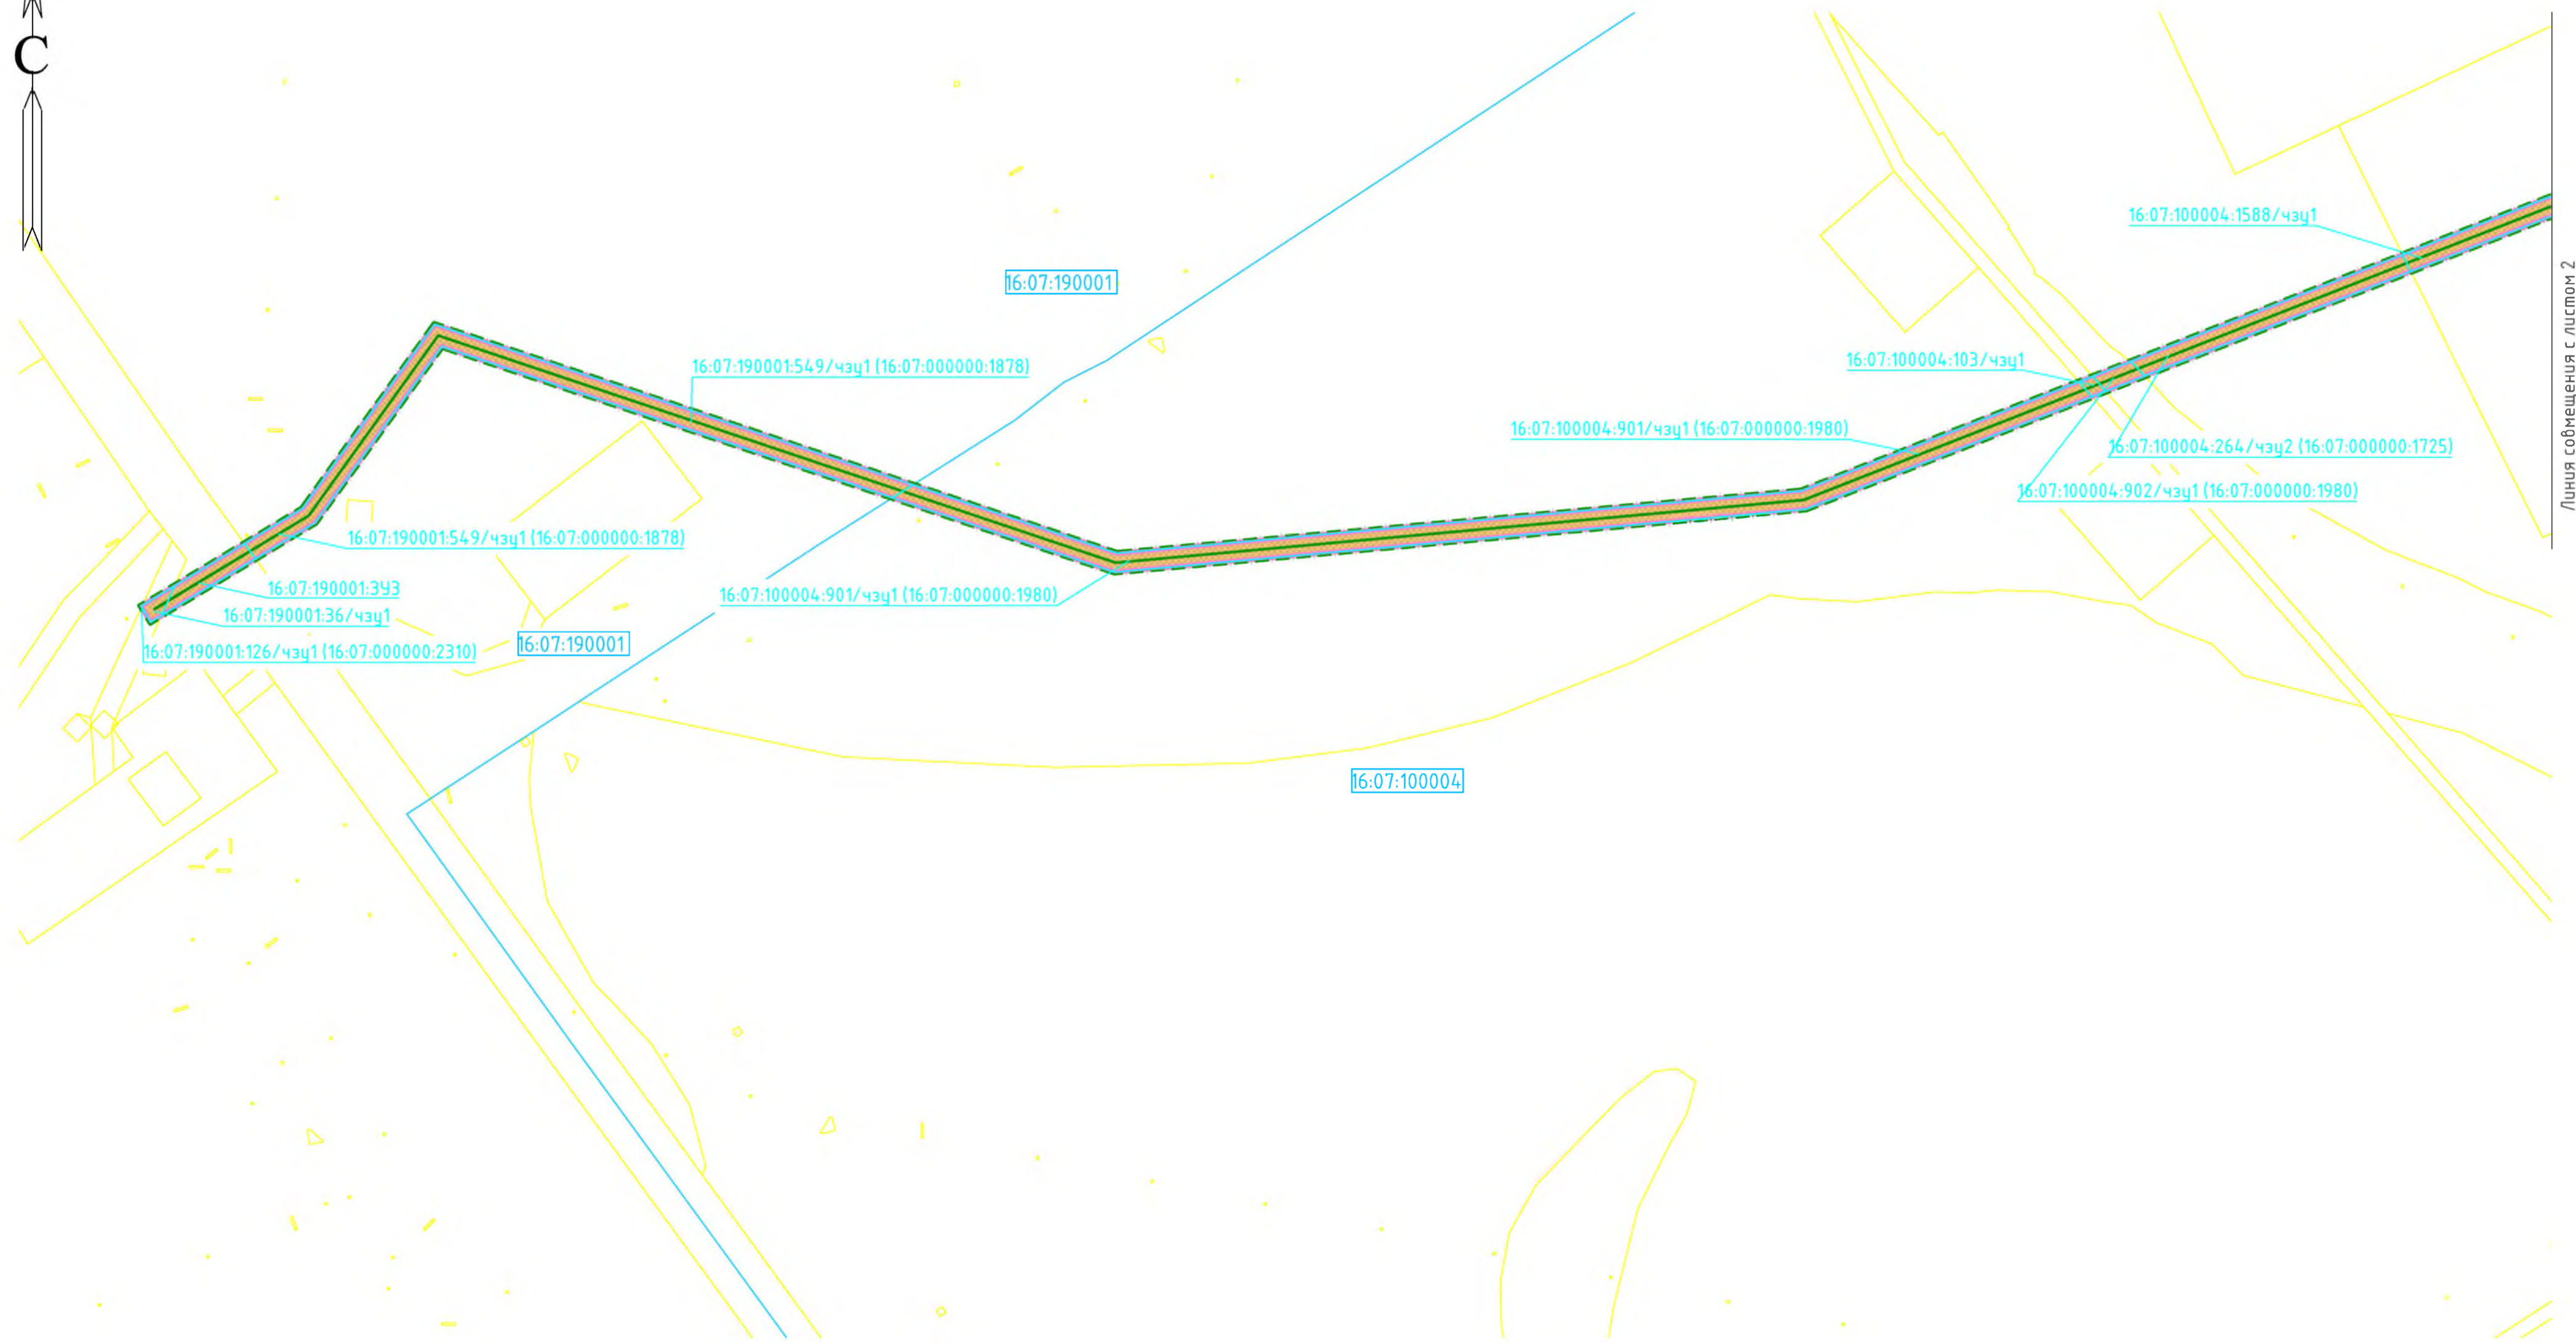 С
16:07:100004:1588/чзу1
16:07:190001
Линия совмещения с листом 2
16:07:190001:549/чзу1 (16:07:000000:1878)
16:07:100004:103/чзу1
16:07:100004:901/чзу1 (16:07:000000:1980)
16:07:100004:264/чзу2 (16:07:000000:1725)
16:07:100004:902/чзу1 (16:07:000000:1980)
16:07:190001:549/чзу1 (16:07:000000:1878)
16:07:190001:ЗУ3
16:07:100004:901/чзу1 (16:07:000000:1980)
16:07:190001:36/чзу1
16:07:190001
16:07:190001:126/чзу1 (16:07:000000:2310)
16:07:100004